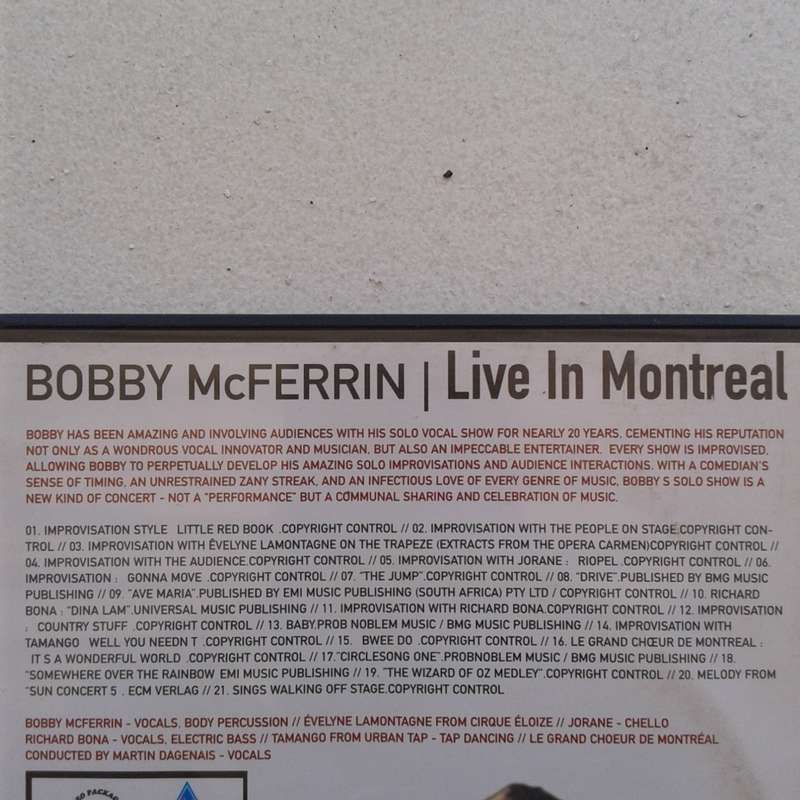 BOBBY McFERRIN | Live In Montreal
BOBBY HAS BEEN AMAZING AND INVOLVING AUDIENCES WITH HIS SOLO VOCAL SHOW FOR NEARLY 20 YEARS, CEMENTING HIS REPUTATION
NOT ONLY AS A WONDROUS VOCAL INNOVATOR AND MUSICIAN, BUT ALSO AN IMPECCABLE ENTERTAINER. EVERY SHOW IS IMPROVISED,
ALLOWING BOBBY TO PERPETUALLY DEVELOP HIS AMAZING SOLO IMPROVISATIONS AND AUDIENCE INTERACTIONS. WITH A COMEDIAN'S
SENSE OF TIMING, AN UNRESTRAINED ZANY STREAK, AND AN INFECTIOUS LOVE OF EVERY GENRE OF MUSIC, BOBBY S SOLO SHOW IS A
NEW KIND OF CONCERT - NOT A "PERFORMANCE" BUT A COMMUNAL SHARING AND CELEBRATION OF MUSIC.
01. IMPROVISATION STYLE LITTLE RED BOOK .COPYRIGHT CONTROL // 02. IMPROVISATION WITH THE PEOPLE ON STAGE.COPYRIGHT CON-
TROL // 03. IMPROVISATION WITH ÊVELYNE LAMONTAGNE ON THE TRAPEZE (EXTRACTS FROM THE OPERA CARMEN)COPYRIGHT CONTROL //
04. IMPROVISATION WITH THE AUDIENCE.COPYRIGHT CONTROL // 05. IMPROVISATION WITH JORANE : RIOPEL .COPYRIGHT CONTROL // 06.
IMPROVISATION : GONNA MOVE .COPYRIGHT CONTROL // 07. "THE JUMP".COPYRIGHT CONTROL // 08. "DRIVE".PUBLISHED BY BMG MUSIC
PUBLISHING // 09. "AVE MARIA".PUBLISHED BY EMI MUSIC PUBLISHING (SOUTH AFRICA) PTY LTD / COPYRIGHT CONTROL // 10. RICHARD
BONA : "DINA LAM".UNIVERSAL MUSIC PUBLISHING // 11. IMPROVISATION WITH RICHARD BONA.COPYRIGHT CONTROL // 12. IMPROVISATION
: COUNTRY STUFF .COPYRIGHT CONTROL // 13. BABY.PROB NOBLEM MUSIC / BMG MUSIC PUBLISHING // 14. IMPROVISATION WITH
TAMANGO WELL YOU NEEDN T .COPYRIGHT CONTROL // 15. BWEE DO .COPYRIGHT CONTROL // 16. LE GRAND CHŒUR DE MONTREAL :
IT S A WONDERFUL WORLD .COPYRIGHT CONTROL // 17."CIRCLESONG ONE".PROBNOBLEM MUSIC / BMG MUSIC PUBLISHING // 18.
"SOMEWHERE OVER THE RAINBOW EMI MUSIC PUBLISHING // 19. "THE WIZARD OF OZ MEDLEY".COPYRIGHT CONTROL // 20. MELODY FROM
"SUN CONCERT 5 . ECM VERLAG // 21. SINGS WALKING OFF STAGE.COPYRIGHT CONTROL
BOBBY MCFERRIN - VOCALS, BODY PERCUSSION // ÉVELYNE LAMONTAGNE FROM CIRQUE ÉLOIZE // JORANE - CHELLO
RICHARD BONA - VOCALS, ELECTRIC BASS // TAMANGO FROM URBAN TAP - TAP DANCING // LE GRAND CHOEUR DE MONTRÉAL
CONDUCTED BY MARTIN DAGENAIS - VOCALS